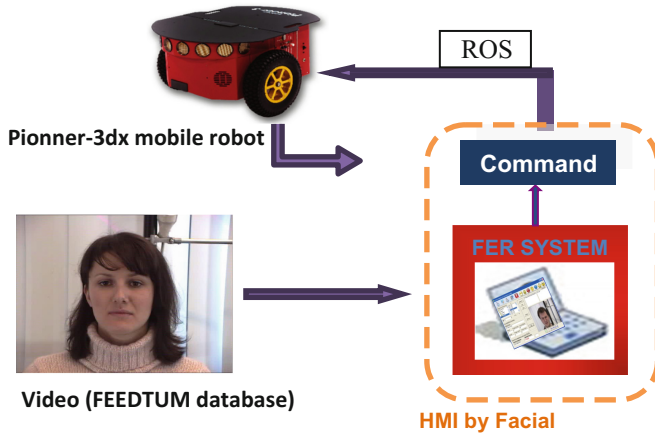 ROS
Pionner-3dx mobile robot
Command
FER SYSTEM
Video (FEEDTUM database)
HMI by Facial